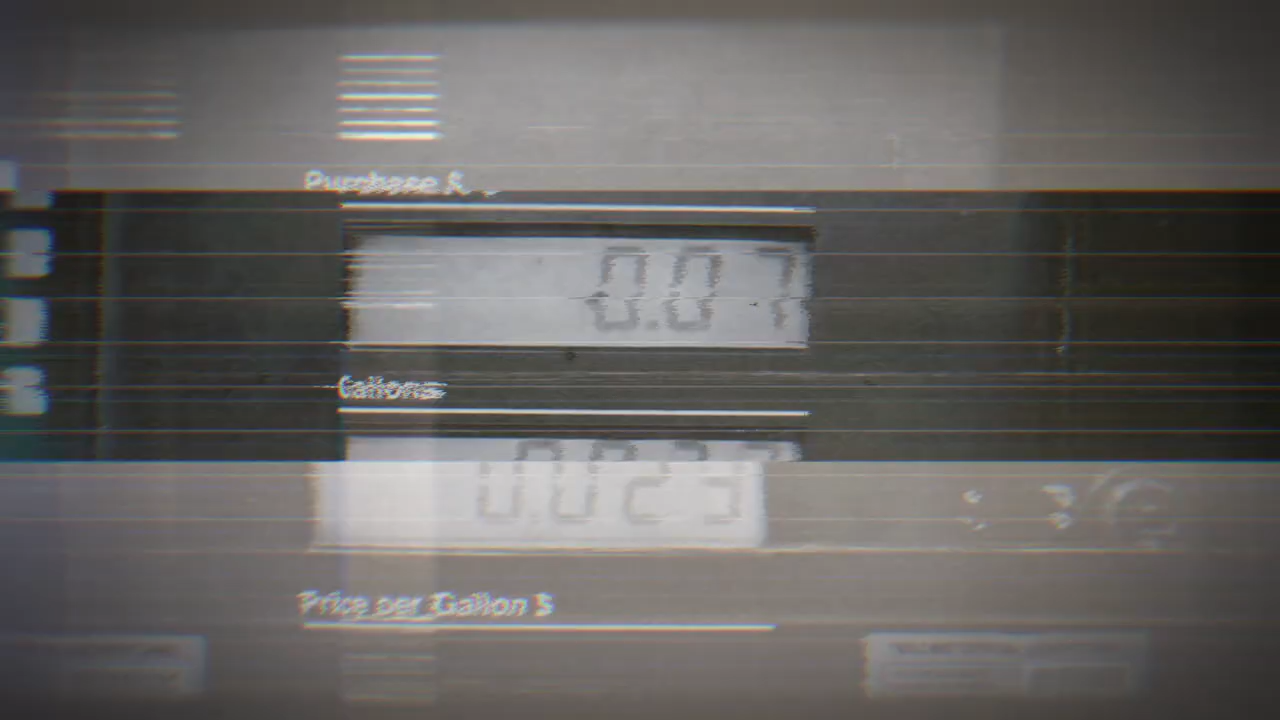 Purchase $
0.07
Gallons
0.023
Price per Gallon $